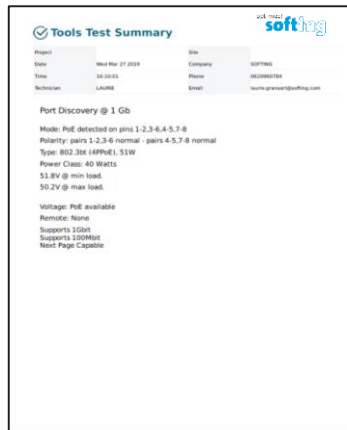 optimize!
softing
Tools Test Summary
Project Site
Date Wed Mar 27 2019 Company SOFTING
Time 10:10:01 Phone
Technician LAURIE Email
Port Discovery @ 1 Gb
Mode: PoE detected on pins 1-2,3-6,4-5,7-8
Polarity: pairs 1-2,3-6 normal - pairs 4-5,7-8 normal
Type: 802.3bt (4PPoE), 51W
Power Class: 40 Watts
51.8V @ min load.
50.2V @ max load.
Voltage: PoE available
Remote: None
Supports 1Gbit
Supports 100Mbit
Next Page Capable